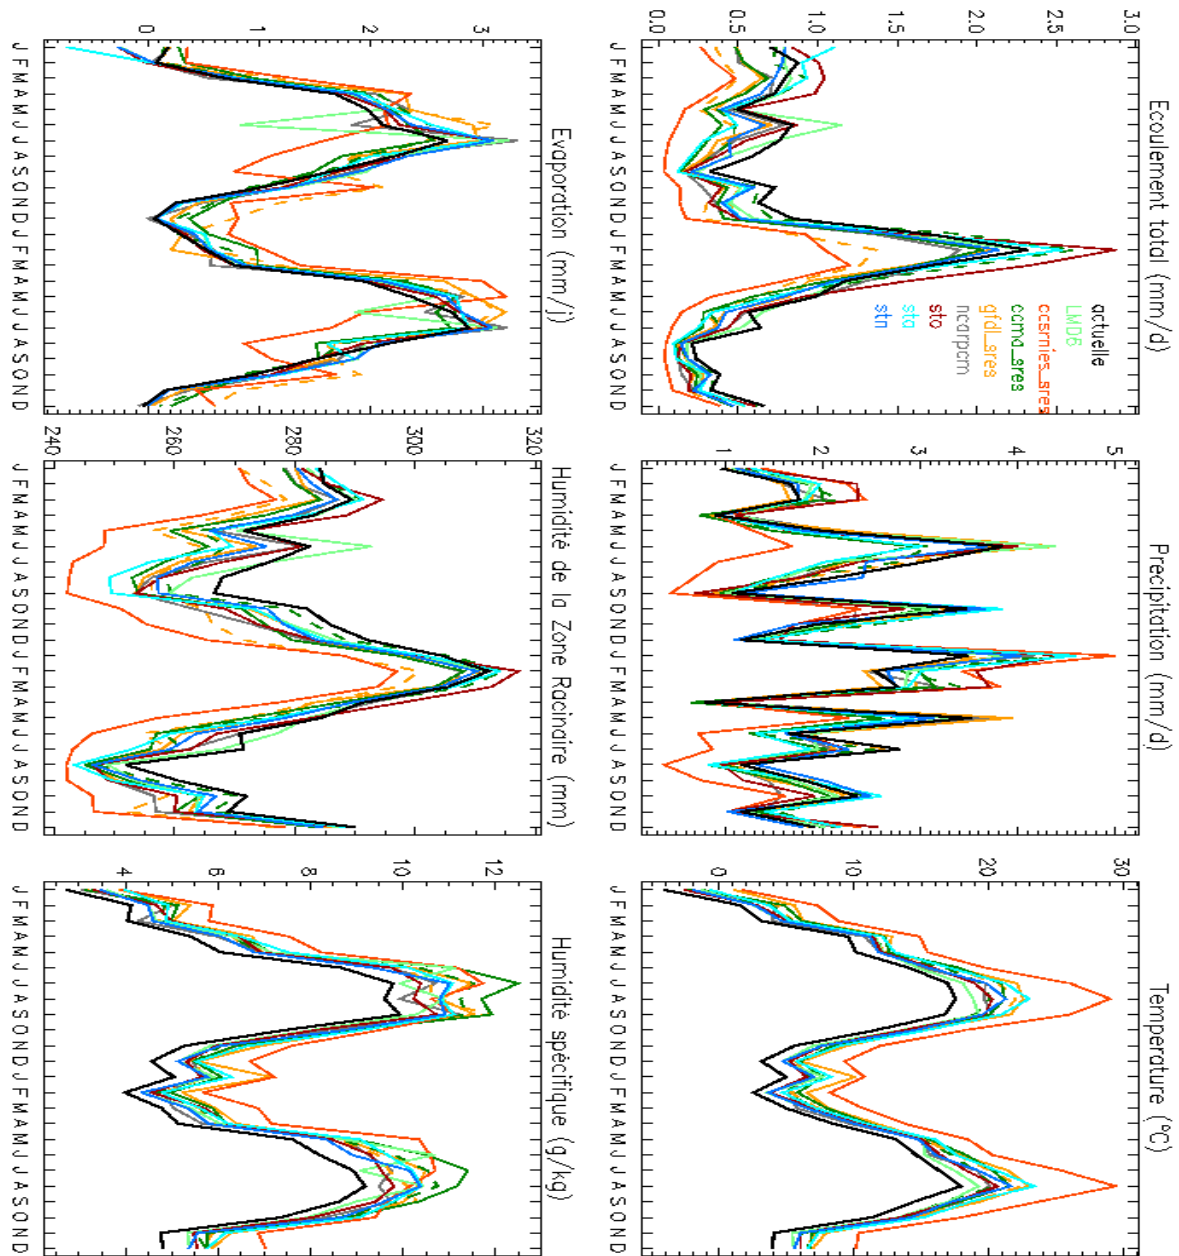 Ecoulement total (mm/d)
3.0
2.5
2.0
1.5
1.0
0.5
0.0
actuelle
LMD6
ccsrnies_sres
ccma_sres
gfdl_sres
ncarpcm
sto
sta
stn
J F M A M J J A S O N D J F M A M J J A S O N D
Precipitation (mm/d)
5
4
3
2
1
J F M A M J J A S O N D J F M A M J J A S O N D
Temperature (°C)
30
20
10
0
J F M A M J J A S O N D J F M A M J J A S O N D
Evaporation (mm/j)
3
2
1
0
J F M A M J J A S O N D J F M A M J J A S O N D
Humidité de la Zone Racinaire (mm)
320
300
280
260
240
J F M A M J J A S O N D J F M A M J J A S O N D
Humidité spécifique (g/kg)
12
10
8
6
4
J F M A M J J A S O N D J F M A M J J A S O N D